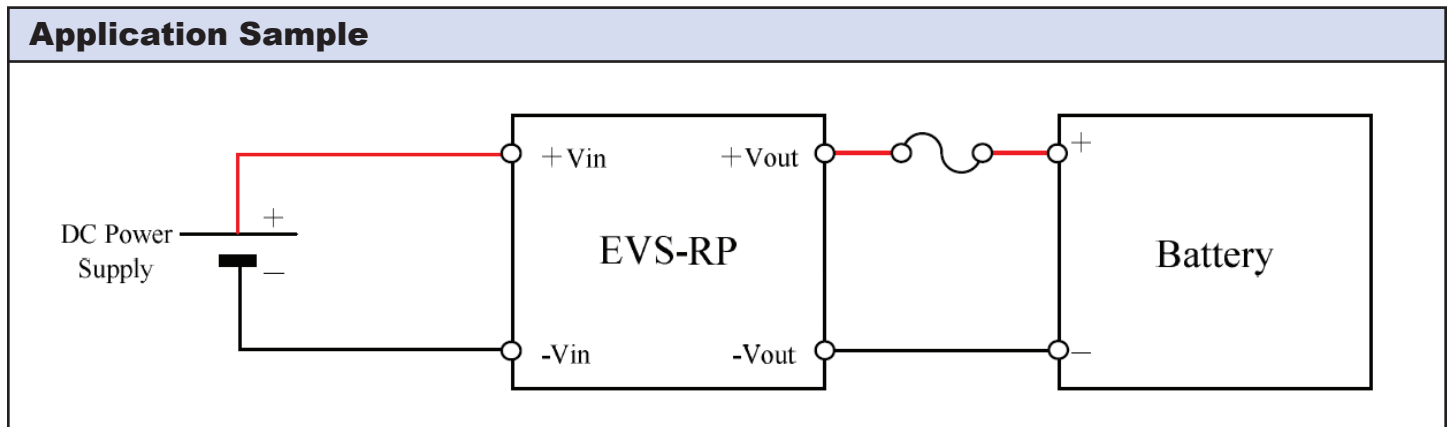 Application Sample
+Vin
+Vout
+
+
DC Power
Supply
−
EVS-RP
Battery
-Vin
-Vout
−